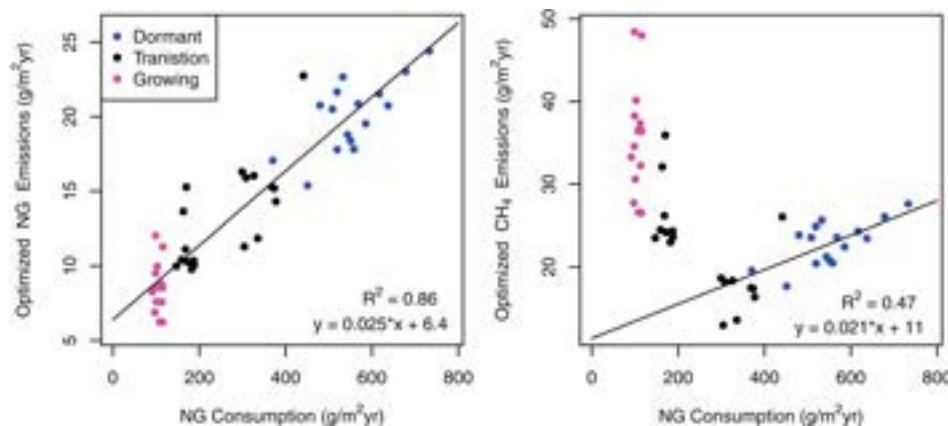 Dormant
Tranistion
Growing
Optimized NG Emissions (g/m²yr)
5 10 15 20 25
R² = 0.86
y = 0.025*x + 6.4
0 200 400 600 800
NG Consumption (g/m²yr)
Optimized CH₄ Emissions (g/m²yr)
20 30 40 50
R² = 0.47
y = 0.021*x + 11
0 200 400 600 800
NG Consumption (g/m²yr)